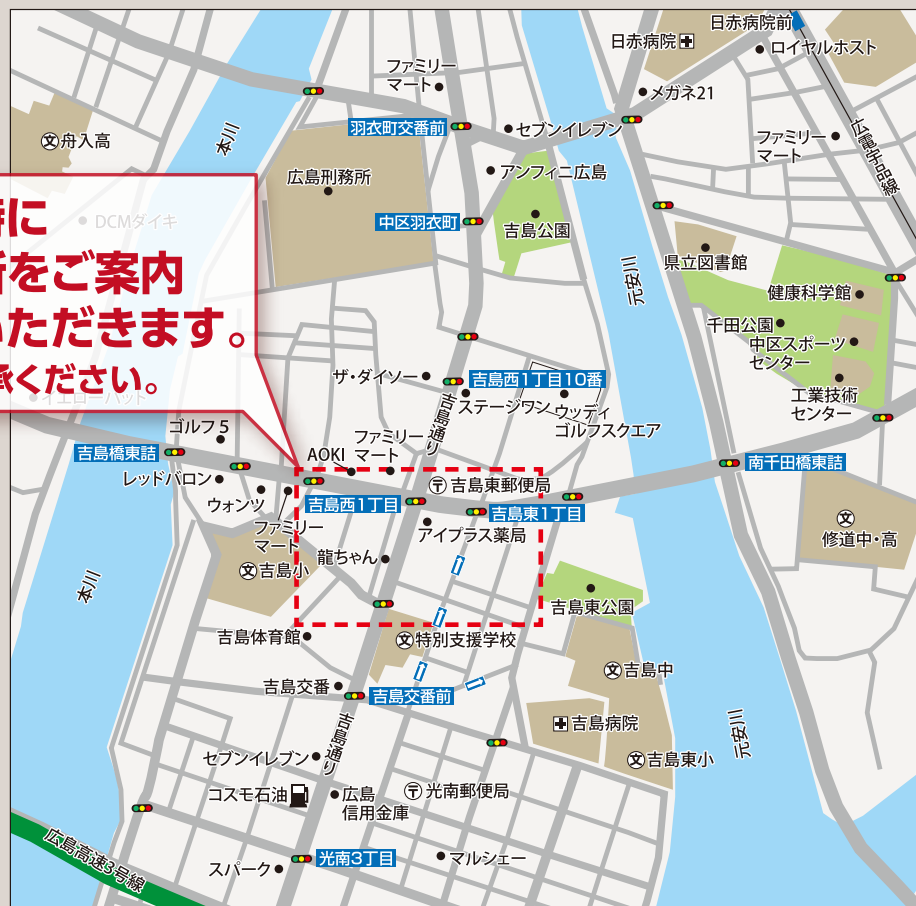 日赤病院前
日赤病院
ロイヤルホスト
ファミリー
マート
メガネ21
羽衣町交番前
セブンイレブン
ファミリー
マート
広電宇品線
舟入高
本川
広島刑務所
アンフィニ広島
中区羽衣町
吉島公園
DCMダイキ
に
をご案内
ただきます。
ください。
県立図書館
元安川
健康科学館
千田公園
中区スポーツ
センター
工業技術
センター
ザ・ダイソー
吉島西1丁目10番
ステージワン
ウッディ
ゴルフスクエア
吉島通り
イエローハット
ゴルフ5
吉島橋東詰
AOKI
ファミリー
マート
南千田橋東詰
レッドバロン
ウォンツ
ファミリー
マート
吉島西1丁目
〒吉島東郵便局
吉島東1丁目
アイプラス薬局
文
修道中・高
龍ちゃん
文吉島小
本川
吉島東公園
吉島体育館
文特別支援学校
文吉島中
吉島交番
吉島交番前
吉島病院
元安川
吉島通り
文吉島東小
セブンイレブン
コスモ石油
広島
信用金庫
〒光南郵便局
広島高速3号線
スパーク
光南3丁目
マルシェー